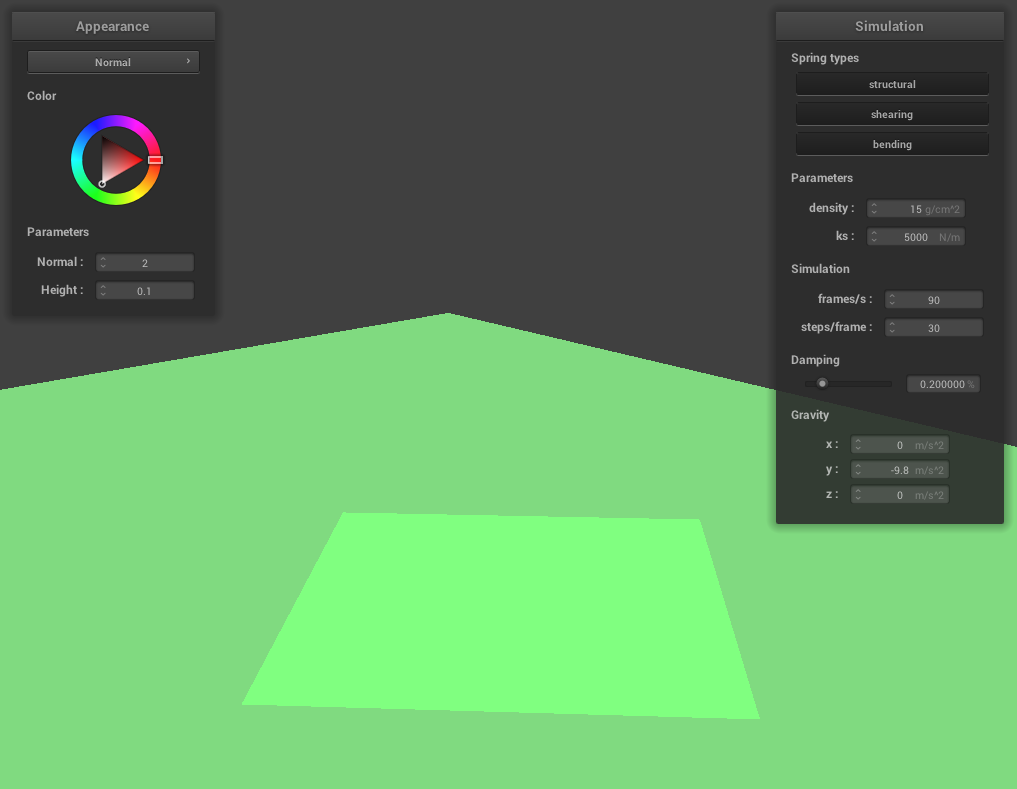 Appearance
Normal ›
Color
Parameters
Normal : 2
Height : 0.1
Simulation
Spring types
structural
shearing
bending
Parameters
density : 15 g/cm^2
ks : 5000 N/m
Simulation
frames/s : 90
steps/frame : 30
Damping
0.200000 %
Gravity
x : 0 m/s^2
y : -9.8 m/s^2
z : 0 m/s^2